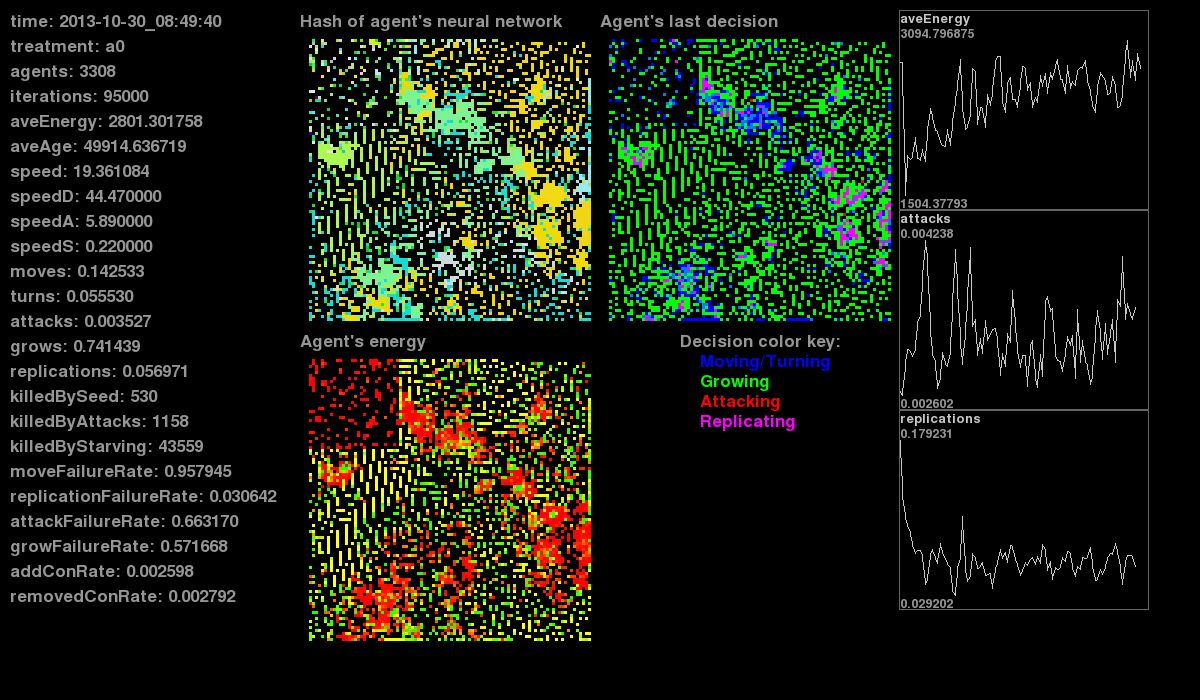 time: 2013-10-30_08:49:40
treatment: a0
agents: 3308
iterations: 95000
aveEnergy: 2801.301758
aveAge: 49914.636719
speed: 19.361084
speedD: 44.470000
speedA: 5.890000
speedS: 0.220000
moves: 0.142533
turns: 0.055530
attacks: 0.003527
grows: 0.741439
replications: 0.056971
killedBySeed: 530
killedByAttacks: 1158
killedByStarving: 43559
moveFailureRate: 0.957945
replicationFailureRate: 0.030642
attackFailureRate: 0.663170
growFailureRate: 0.571668
addConRate: 0.002598
removedConRate: 0.002792
Hash of agent's neural network
Agent's last decision
Agent's energy
Decision color key:
Moving/Turning
Growing
Attacking
Replicating
aveEnergy
3094.796875
1504.37793
attacks
0.004238
0.002602
replications
0.179231
0.029202